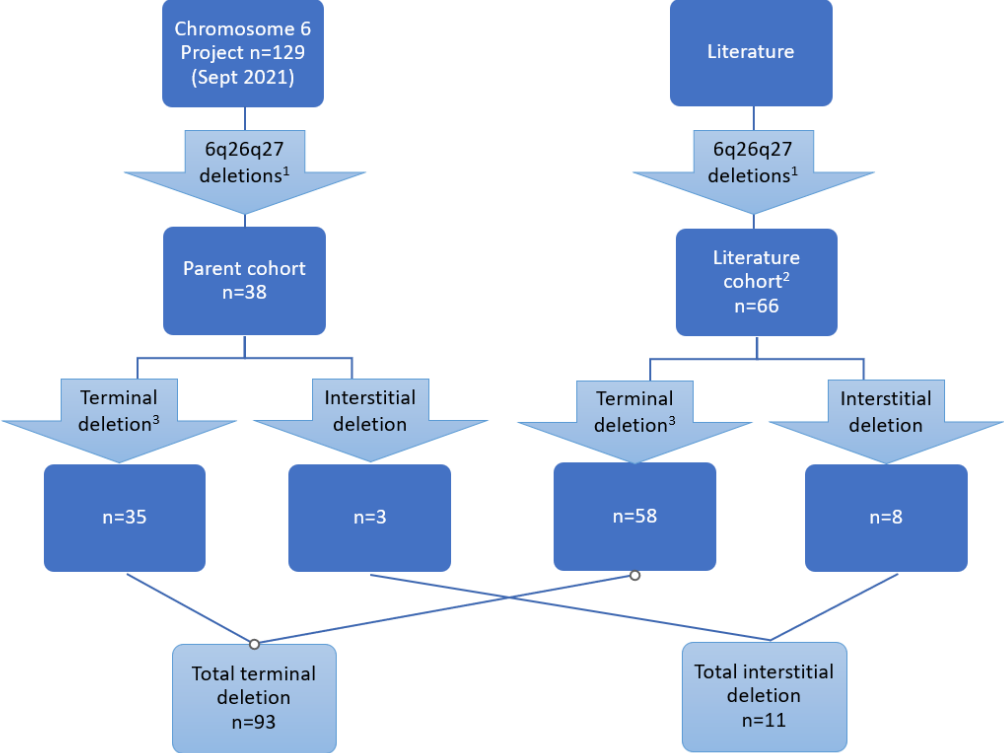 Chromosome 6
Project n=129
(Sept 2021)
Literature
6q26q27
deletions¹
6q26q27
deletions¹
Parent cohort
n=38
Literature
cohort²
n=66
Terminal
deletion³
Interstitial
deletion
Terminal
deletion³
Interstitial
deletion
n=35
n=3
n=58
n=8
Total terminal
deletion
n=93
Total interstitial
deletion
n=11